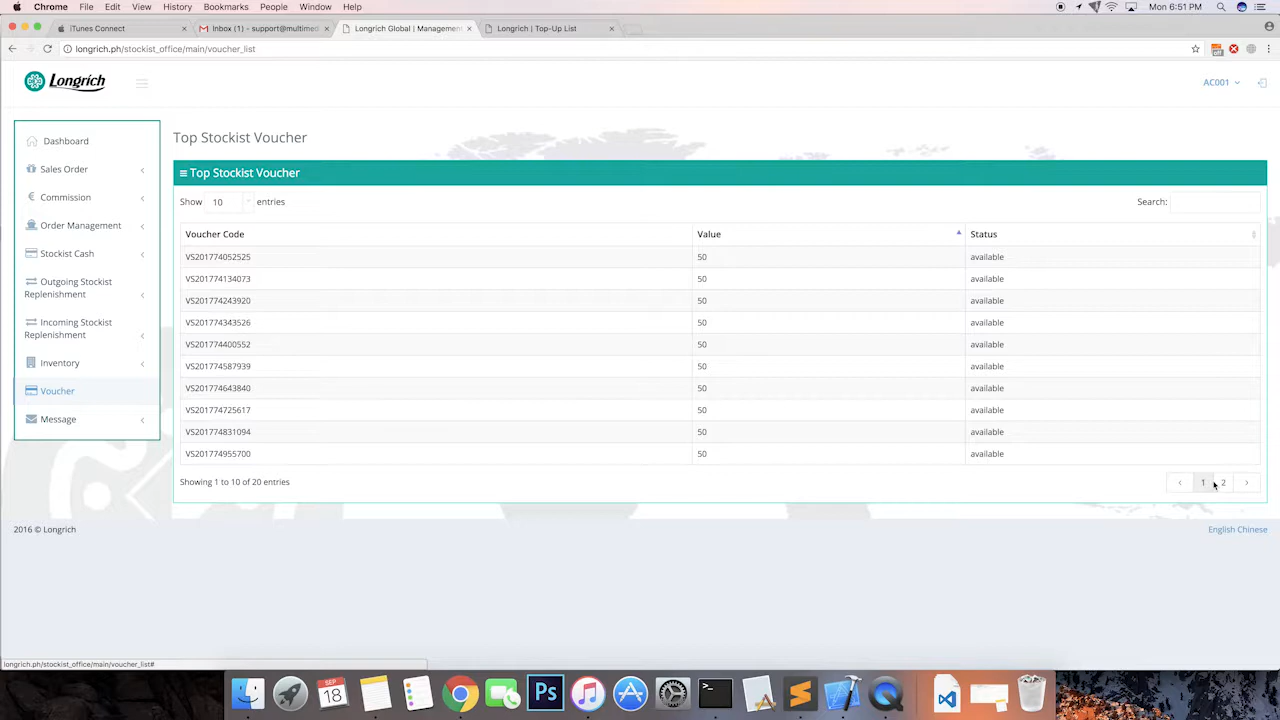 Chrome File Edit View History Bookmarks People Window Help
Mon 6:51 PM
iTunes Connect
Inbox (1) - support@multimed
Longrich Global | Management
Longrich | Top-Up List
longrich.ph/stockist_office/main/voucher_list
Longrich
AC001
Dashboard
Sales Order
Commission
Order Management
Stockist Cash
Outgoing Stockist
Replenishment
Incoming Stockist
Replenishment
Inventory
Voucher
Message
Top Stockist Voucher
Top Stockist Voucher
Show 10 entries
Search:
Voucher Code Value Status
VS201774052525 50 available
VS201774134073 50 available
VS201774243920 50 available
VS201774343526 50 available
VS201774400552 50 available
VS201774587939 50 available
VS201774643840 50 available
VS201774725617 50 available
VS201774831094 50 available
VS201774955700 50 available
Showing 1 to 10 of 20 entries
‹ 1 2 ›
2016 © Longrich
English Chinese
longrich.ph/stockist_office/main/voucher_list#
SEP
18
Ps